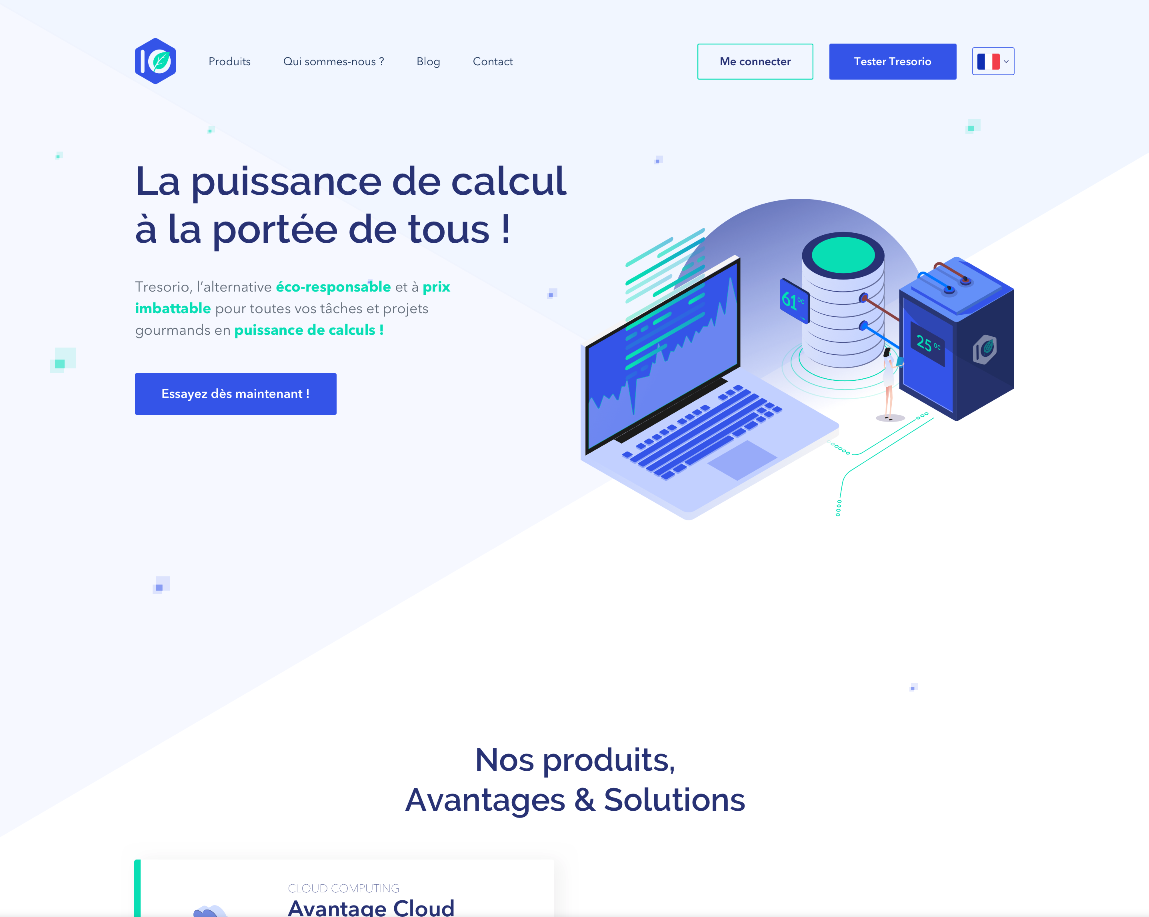 Produits
Qui sommes-nous ?
Blog
Contact
Me connecter
Tester Tresorio
La puissance de calcul
à la portée de tous !
Tresorio, l'alternative éco-responsable et à prix
imbattable pour toutes vos tâches et projets
gourmands en puissance de calculs !
Essayez dès maintenant !
61°C
25°C
Nos produits,
Avantages & Solutions
CLOUD COMPUTING
Avantage Cloud